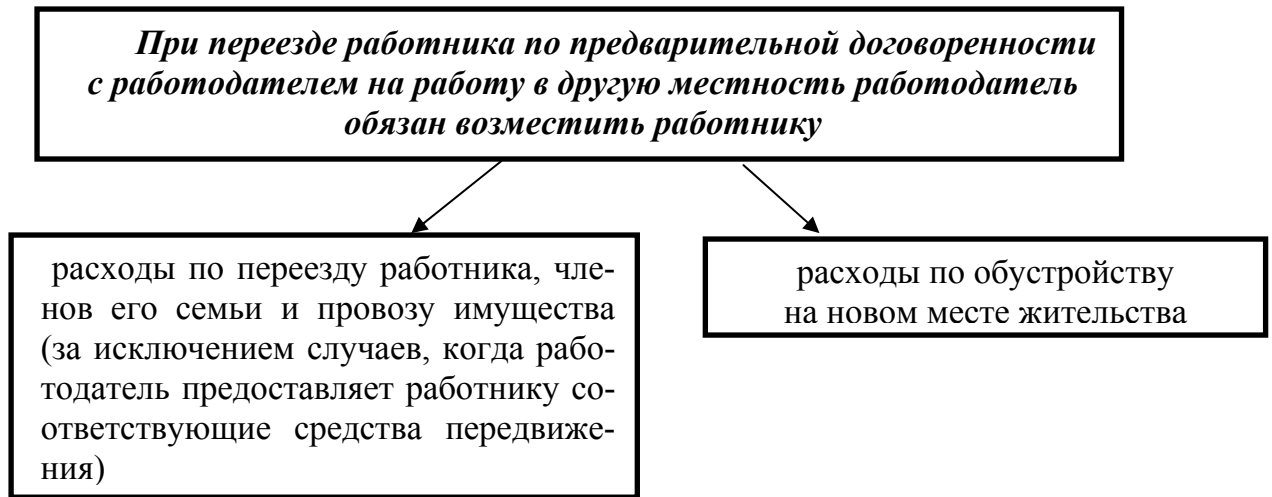 При переезде работника по предварительной договоренности
с работодателем на работу в другую местность работодатель
обязан возместить работнику
расходы по переезду работника, чле-
нов его семьи и провозу имущества
(за исключением случаев, когда рабо-
тодатель предоставляет работнику со-
ответствующие средства передвиже-
ния)
расходы по обустройству
на новом месте жительства